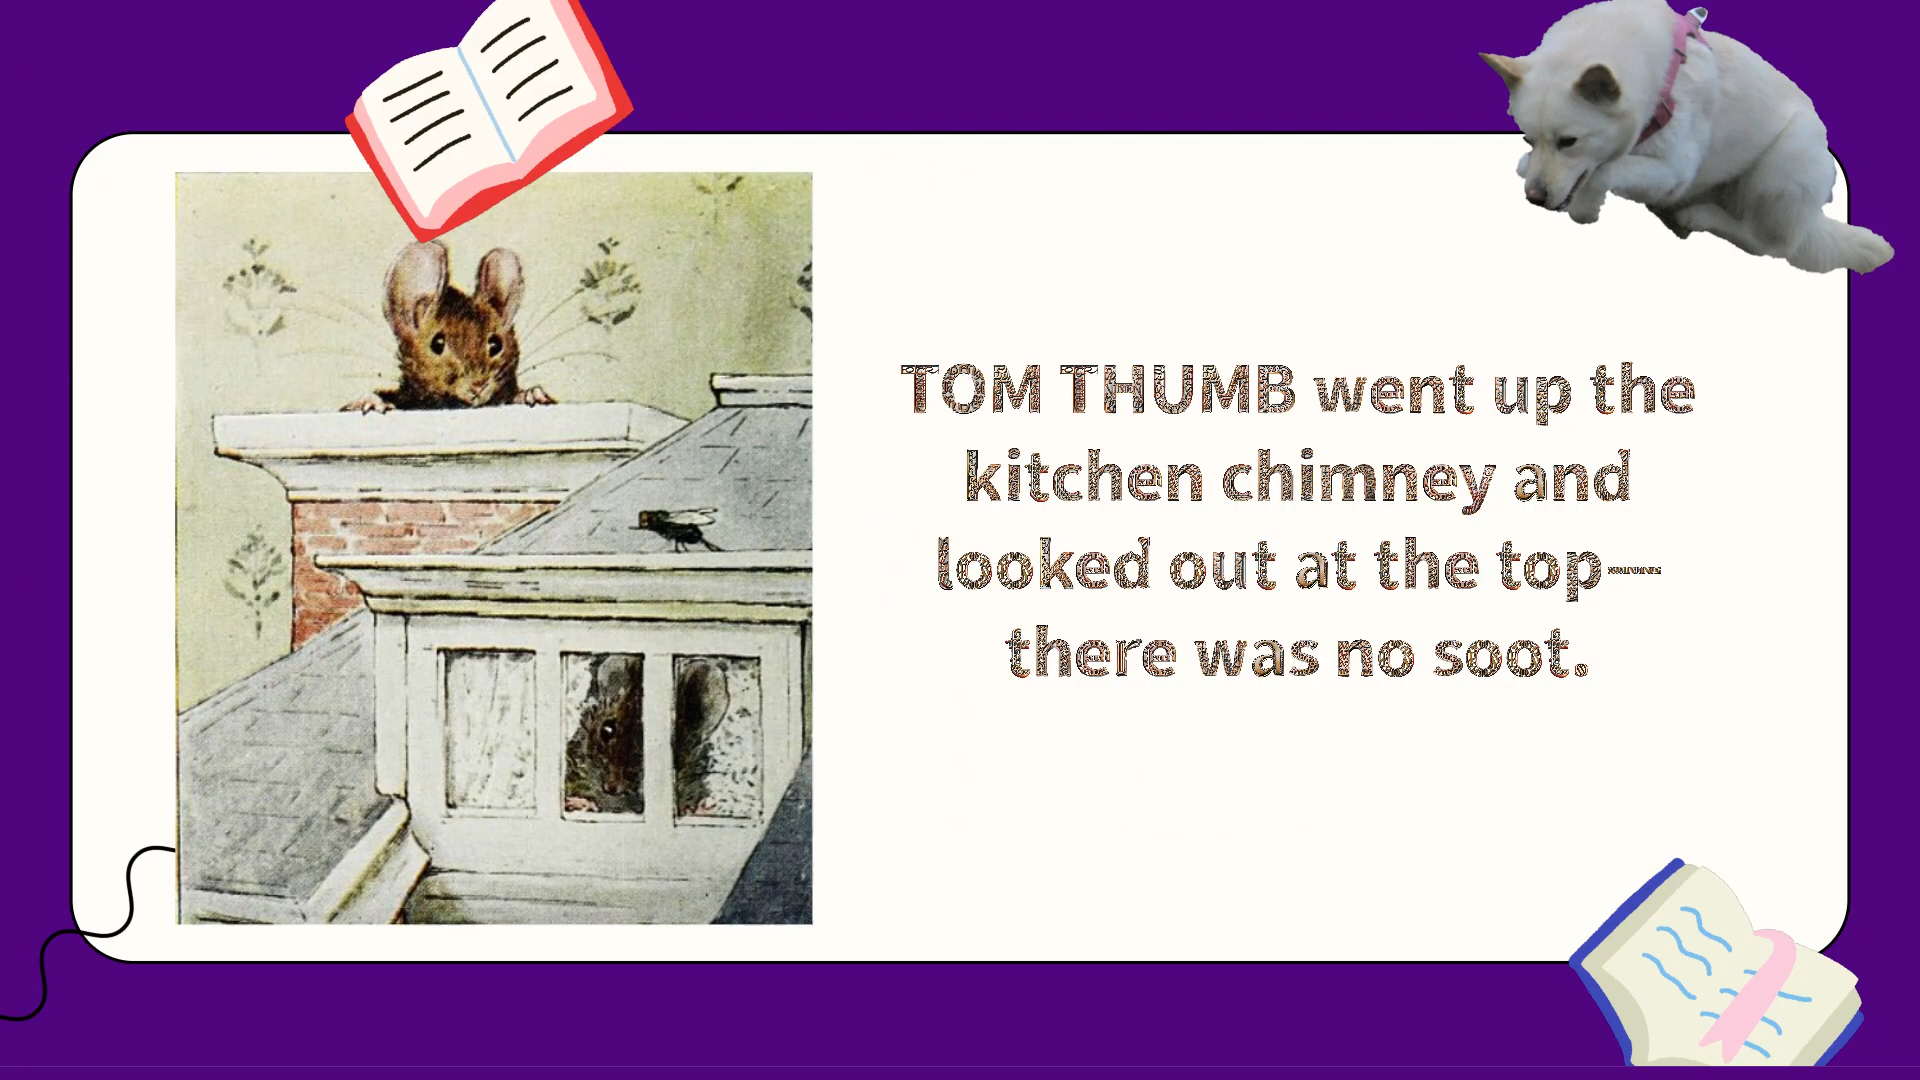 TOM THUMB went up the
kitchen chimney and
looked out at the top—
there was no soot.